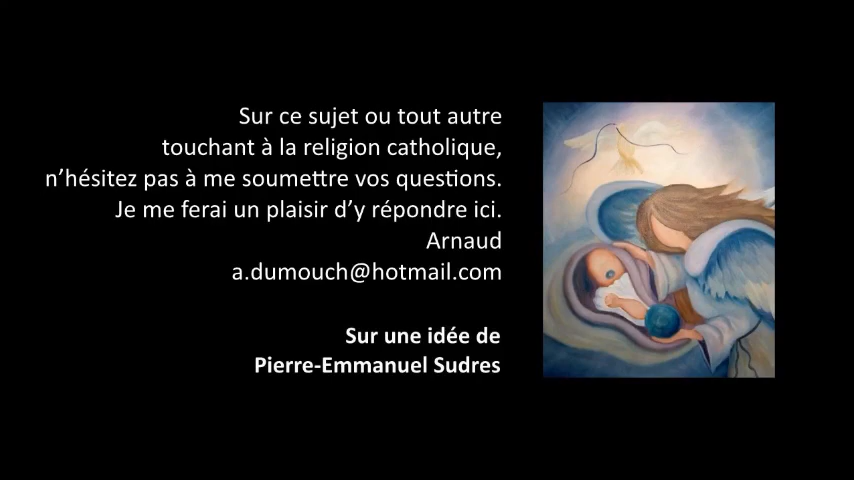 Sur ce sujet ou tout autre
touchant à la religion catholique,
n’hésitez pas à me soumettre vos questions.
Je me ferai un plaisir d’y répondre ici.
Arnaud
a.dumouch@hotmail.com
Sur une idée de
Pierre-Emmanuel Sudres